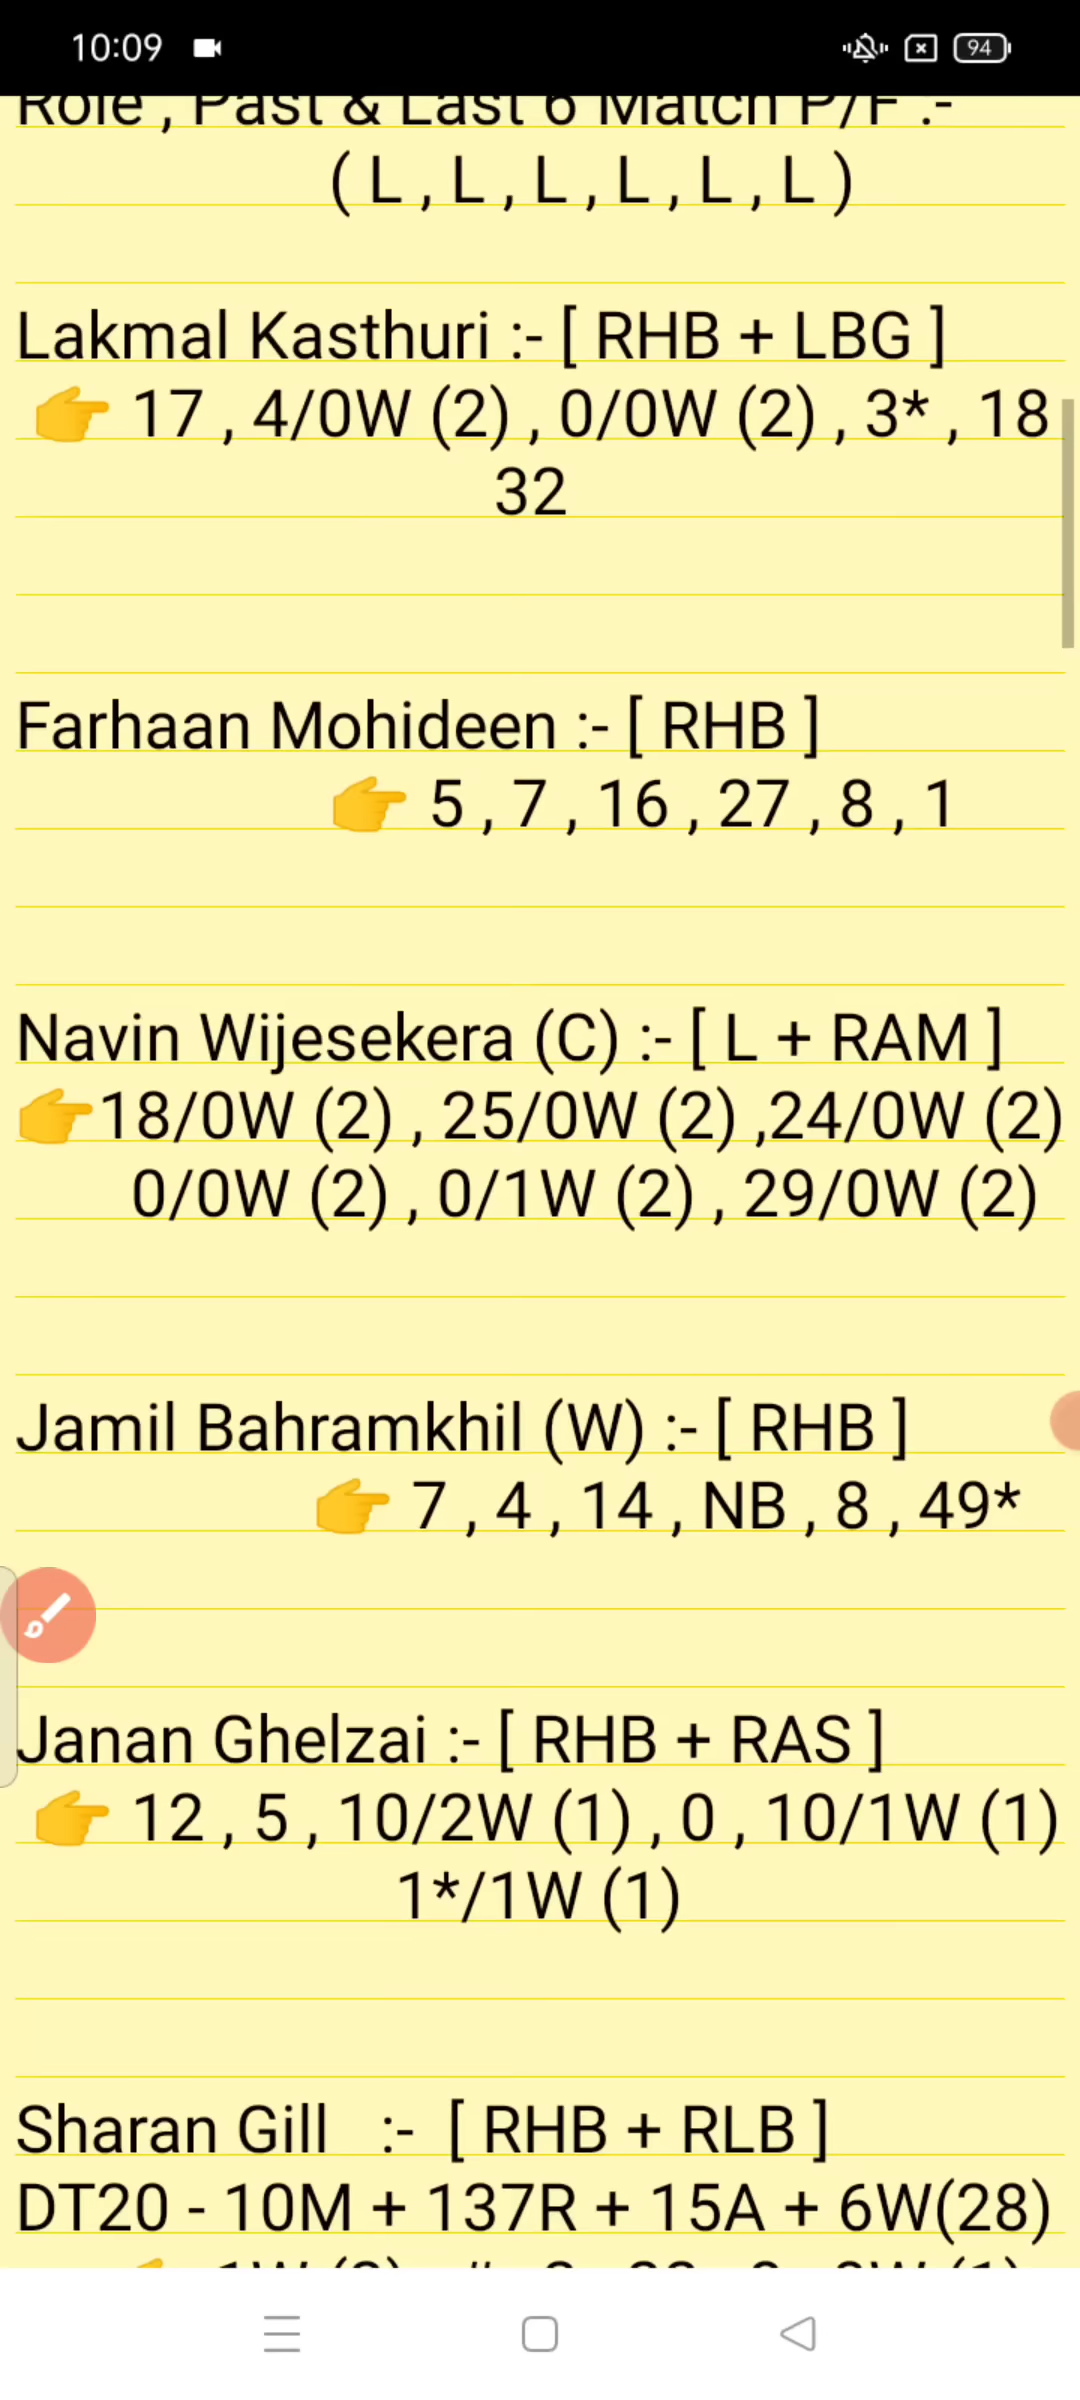 10:09
94
Role , Past & Last 6 Match P/F :-
( L , L , L , L , L , L )
Lakmal Kasthuri :- [ RHB + LBG ]
👉 17 , 4/0W (2) , 0/0W (2) , 3* , 18
32
Farhaan Mohideen :- [ RHB ]
👉 5 , 7 , 16 , 27 , 8 , 1
Navin Wijesekera (C) :- [ L + RAM ]
👉18/0W (2) , 25/0W (2) ,24/0W (2)
0/0W (2) , 0/1W (2) , 29/0W (2)
Jamil Bahramkhil (W) :- [ RHB ]
👉 7 , 4 , 14 , NB , 8 , 49*
Janan Ghelzai :- [ RHB + RAS ]
👉 12 , 5 , 10/2W (1) , 0 , 10/1W (1)
1*/1W (1)
Sharan Gill :- [ RHB + RLB ]
DT20 - 10M + 137R + 15A + 6W(28)